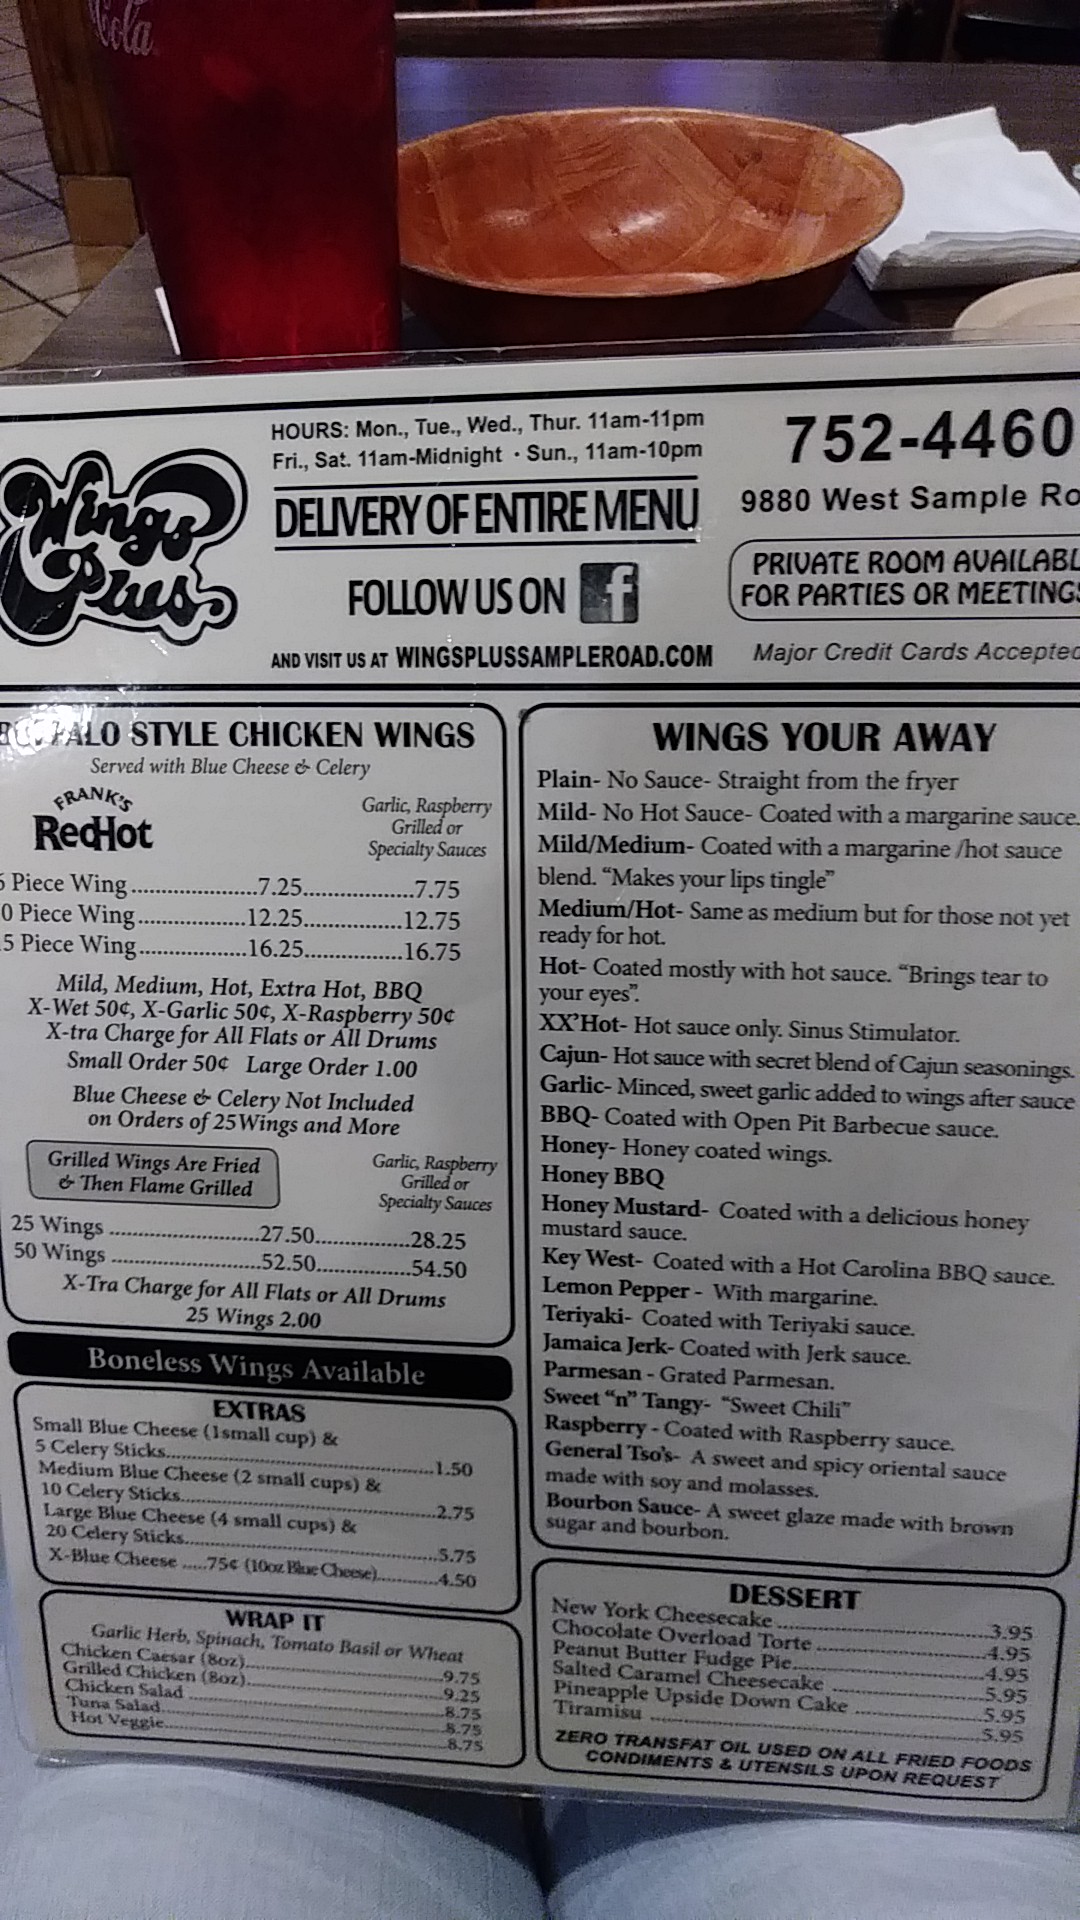 Cola
Wings
Plus
HOURS: Mon., Tue., Wed., Thur. 11am-11pm
Fri., Sat. 11am-Midnight · Sun., 11am-10pm
DELIVERY OF ENTIRE MENU
FOLLOW US ON f
AND VISIT US AT WINGSPLUSSAMPLEROAD.COM
752-4460
9880 West Sample Ro
PRIVATE ROOM AVAILABL
FOR PARTIES OR MEETINGS
Major Credit Cards Accepted
BUFFALO STYLE CHICKEN WINGS
Served with Blue Cheese & Celery
FRANK'S
RedHot
Garlic, Raspberry
Grilled or
Specialty Sauces
6 Piece Wing.....................7.25...................7.75
0 Piece Wing..................12.25..................12.75
5 Piece Wing..................16.25..................16.75
Mild, Medium, Hot, Extra Hot, BBQ
X-Wet 50¢, X-Garlic 50¢, X-Raspberry 50¢
X-tra Charge for All Flats or All Drums
Small Order 50¢ Large Order 1.00
Blue Cheese & Celery Not Included
on Orders of 25Wings and More
Grilled Wings Are Fried
& Then Flame Grilled
Garlic, Raspberry
Grilled or
Specialty Sauces
25 Wings .........................27.50................28.25
50 Wings .........................52.50................54.50
X-Tra Charge for All Flats or All Drums
25 Wings 2.00
Boneless Wings Available
EXTRAS
Small Blue Cheese (1small cup) &
5 Celery Sticks.............................................1.50
Medium Blue Cheese (2 small cups) &
10 Celery Sticks...........................................2.75
Large Blue Cheese (4 small cups) &
20 Celery Sticks...........................................5.75
X-Blue Cheese .....75¢ (10oz Blue Cheese)..........4.50
WRAP IT
Garlic Herb, Spinach, Tomato Basil or Wheat
Chicken Caesar (8oz)..................................9.75
Grilled Chicken (8oz)..................................9.25
Chicken Salad ............................................8.75
Tuna Salad..................................................8.75
Hot Veggie..................................................8.75
WINGS YOUR AWAY
Plain- No Sauce- Straight from the fryer
Mild- No Hot Sauce- Coated with a margarine sauce.
Mild/Medium- Coated with a margarine /hot sauce
blend. “Makes your lips tingle”
Medium/Hot- Same as medium but for those not yet
ready for hot.
Hot- Coated mostly with hot sauce. “Brings tear to
your eyes”.
XX’Hot- Hot sauce only. Sinus Stimulator.
Cajun- Hot sauce with secret blend of Cajun seasonings.
Garlic- Minced, sweet garlic added to wings after sauce
BBQ- Coated with Open Pit Barbecue sauce.
Honey- Honey coated wings.
Honey BBQ
Honey Mustard- Coated with a delicious honey
mustard sauce.
Key West- Coated with a Hot Carolina BBQ sauce.
Lemon Pepper - With margarine.
Teriyaki- Coated with Teriyaki sauce.
Jamaica Jerk- Coated with Jerk sauce.
Parmesan - Grated Parmesan.
Sweet “n” Tangy- “Sweet Chili”
Raspberry - Coated with Raspberry sauce.
General Tso’s- A sweet and spicy oriental sauce
made with soy and molasses.
Bourbon Sauce- A sweet glaze made with brown
sugar and bourbon.
DESSERT
New York Cheesecake ..................................3.95
Chocolate Overload Torte ...........................4.95
Peanut Butter Fudge Pie...............................4.95
Salted Caramel Cheesecake ........................5.95
Pineapple Upside Down Cake ....................5.95
Tiramisu ......................................................5.95
ZERO TRANSFAT OIL USED ON ALL FRIED FOODS
CONDIMENTS & UTENSILS UPON REQUEST